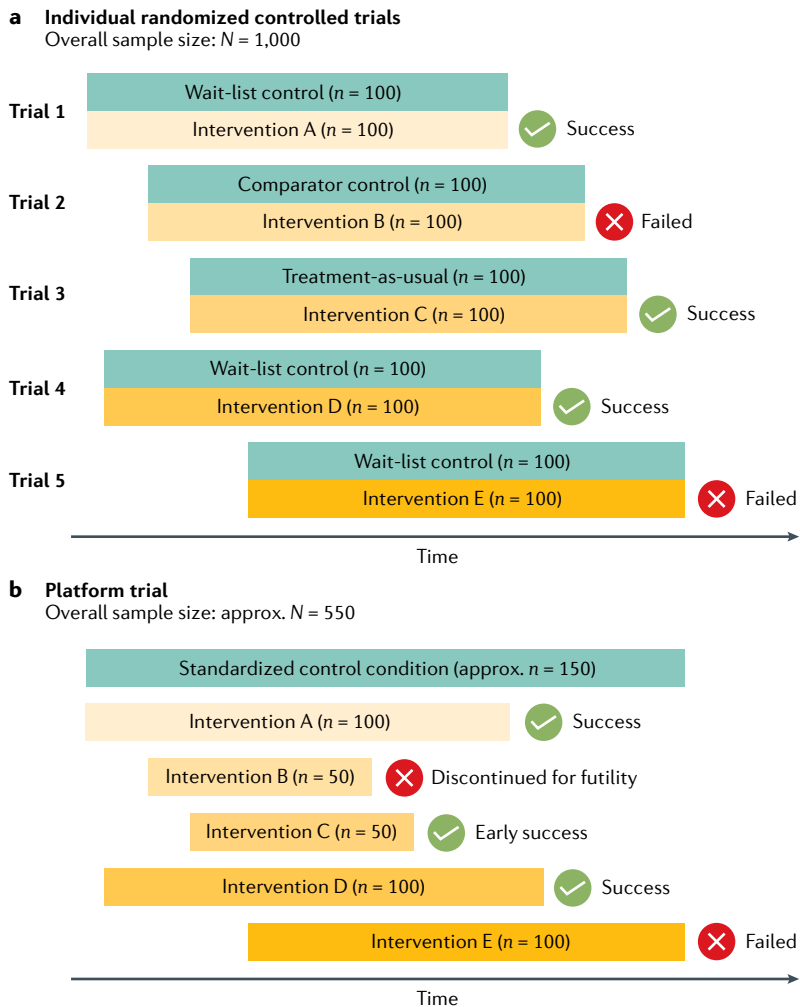 a Individual randomized controlled trials
Overall sample size: N = 1,000
Trial 1
Wait-list control (n = 100)
Intervention A (n = 100)
Success
Trial 2
Comparator control (n = 100)
Intervention B (n = 100)
Failed
Trial 3
Treatment-as-usual (n = 100)
Intervention C (n = 100)
Success
Trial 4
Wait-list control (n = 100)
Intervention D (n = 100)
Success
Trial 5
Wait-list control (n = 100)
Intervention E (n = 100)
Failed
Time
b Platform trial
Overall sample size: approx. N = 550
Standardized control condition (approx. n = 150)
Intervention A (n = 100)
Success
Intervention B (n = 50)
Discontinued for futility
Intervention C (n = 50)
Early success
Intervention D (n = 100)
Success
Intervention E (n = 100)
Failed
Time